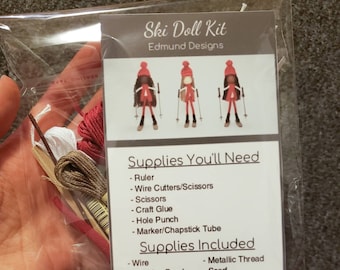 Ski Doll Kit
Edmund Designs
Supplies You'll Need
- Ruler
- Wire Cutters/Scissors
- Scissors
- Craft Glue
- Hole Punch
- Marker/Chapstick Tube
Supplies Included
- Wire - Metallic Thread